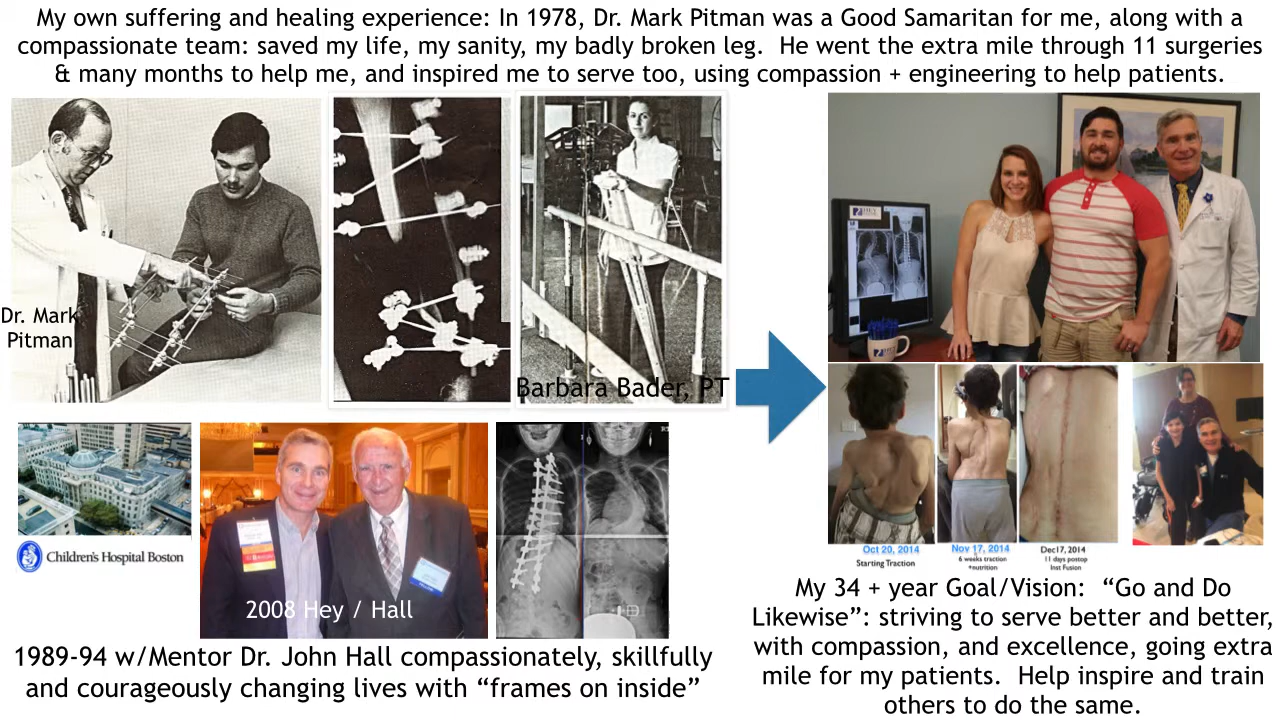 My own suffering and healing experience: In 1978, Dr. Mark Pitman was a Good Samaritan for me, along with a
compassionate team: saved my life, my sanity, my badly broken leg.  He went the extra mile through 11 surgeries
& many months to help me, and inspired me to serve too, using compassion + engineering to help patients.
Dr. Mark
Pitman
Barbara Bader, PT
HEY
Children's Hospital Boston
2008 Hey / Hall
Oct 20, 2014
Starting Traction
Nov 17, 2014
6 weeks traction
+nutrition
Dec17, 2014
11 days postop
Inst Fusion
1989-94 w/Mentor Dr. John Hall compassionately, skillfully
and courageously changing lives with “frames on inside”
My 34 + year Goal/Vision:  “Go and Do
Likewise”: striving to serve better and better,
with compassion, and excellence, going extra
mile for my patients.  Help inspire and train
others to do the same.